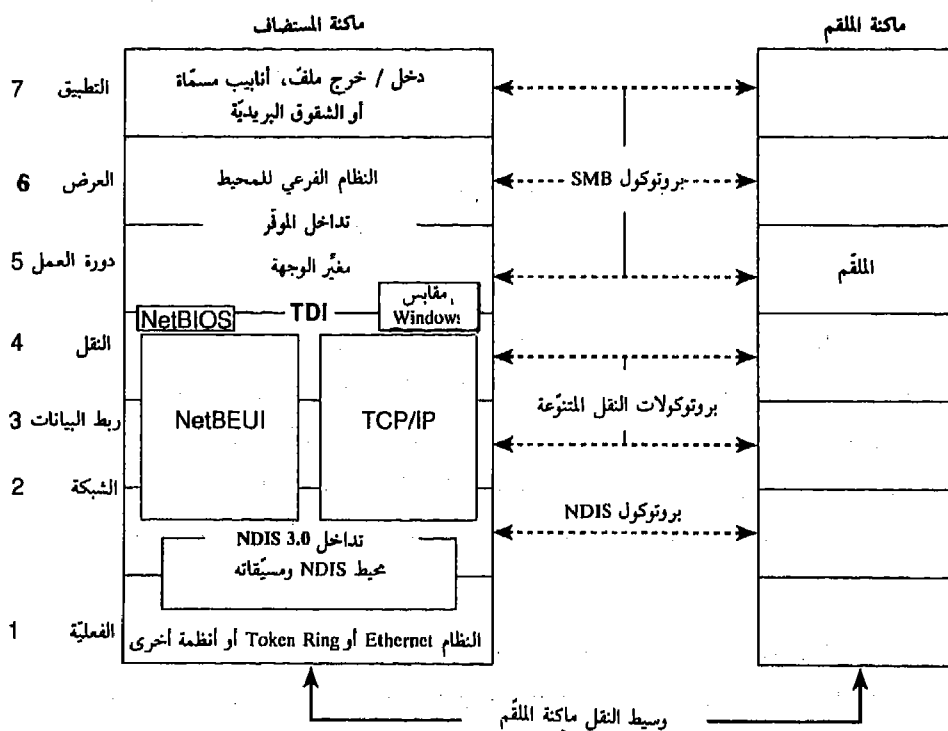 ماكنة المستضاف
ماكنة الملقم
7 التطبيق
دخل / خرج ملفّ، أنابيب مسمّاة
أو الشقوق البريديّة
6 العرض
النظام الفرعي للمحيط
بروتوكول SMB
تداخل الموفّر
5 دورة العمل
مغيِّر الوجهة
الملقّم
NetBIOS
TDI
مقابس
Windows
4 النقل
3 ربط البيانات
NetBEUI
TCP/IP
بروتوكولات النقل المتنوّعة
2 الشبكة
بروتوكول NDIS
تداخل NDIS 3.0
محيط NDIS ومسيّقاته
1 الفعليّة
النظام Ethernet أو Token Ring أو أنظمة أخرى
وسيط النقل ماكنة الملقّم